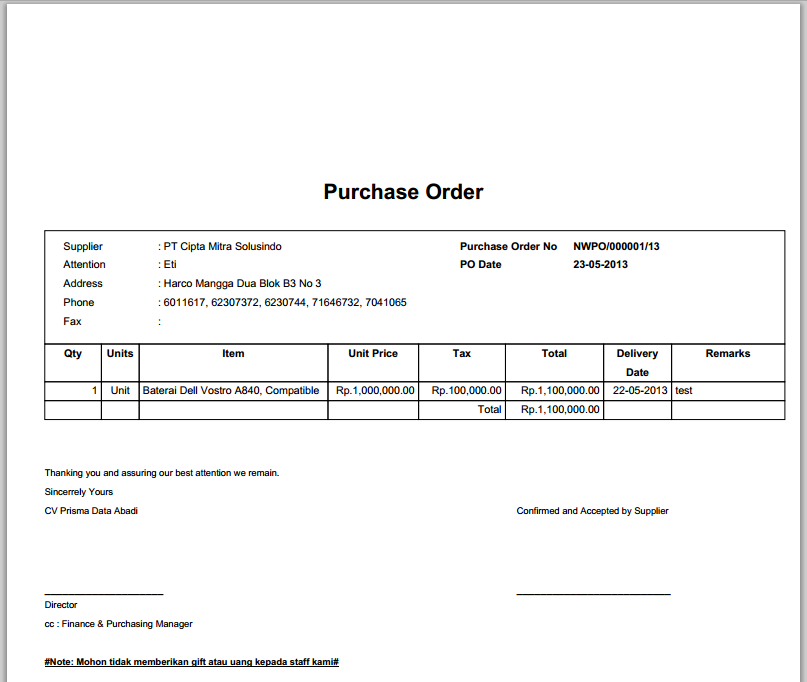 Purchase Order
Supplier : PT Cipta Mitra Solusindo Purchase Order No NWPO/000001/13
Attention : Eti PO Date 23-05-2013
Address : Harco Mangga Dua Blok B3 No 3
Phone : 6011617, 62307372, 6230744, 71646732, 7041065
Fax :
Qty Units Item Unit Price Tax Total Delivery Date Remarks
1 Unit Baterai Dell Vostro A840, Compatible Rp.1,000,000.00 Rp.100,000.00 Rp.1,100,000.00 22-05-2013 test
Total Rp.1,100,000.00
Thanking you and assuring our best attention we remain.
Sincerrely Yours
CV Prisma Data Abadi Confirmed and Accepted by Supplier
Director
cc : Finance & Purchasing Manager
#Note: Mohon tidak memberikan gift atau uang kepada staff kami#